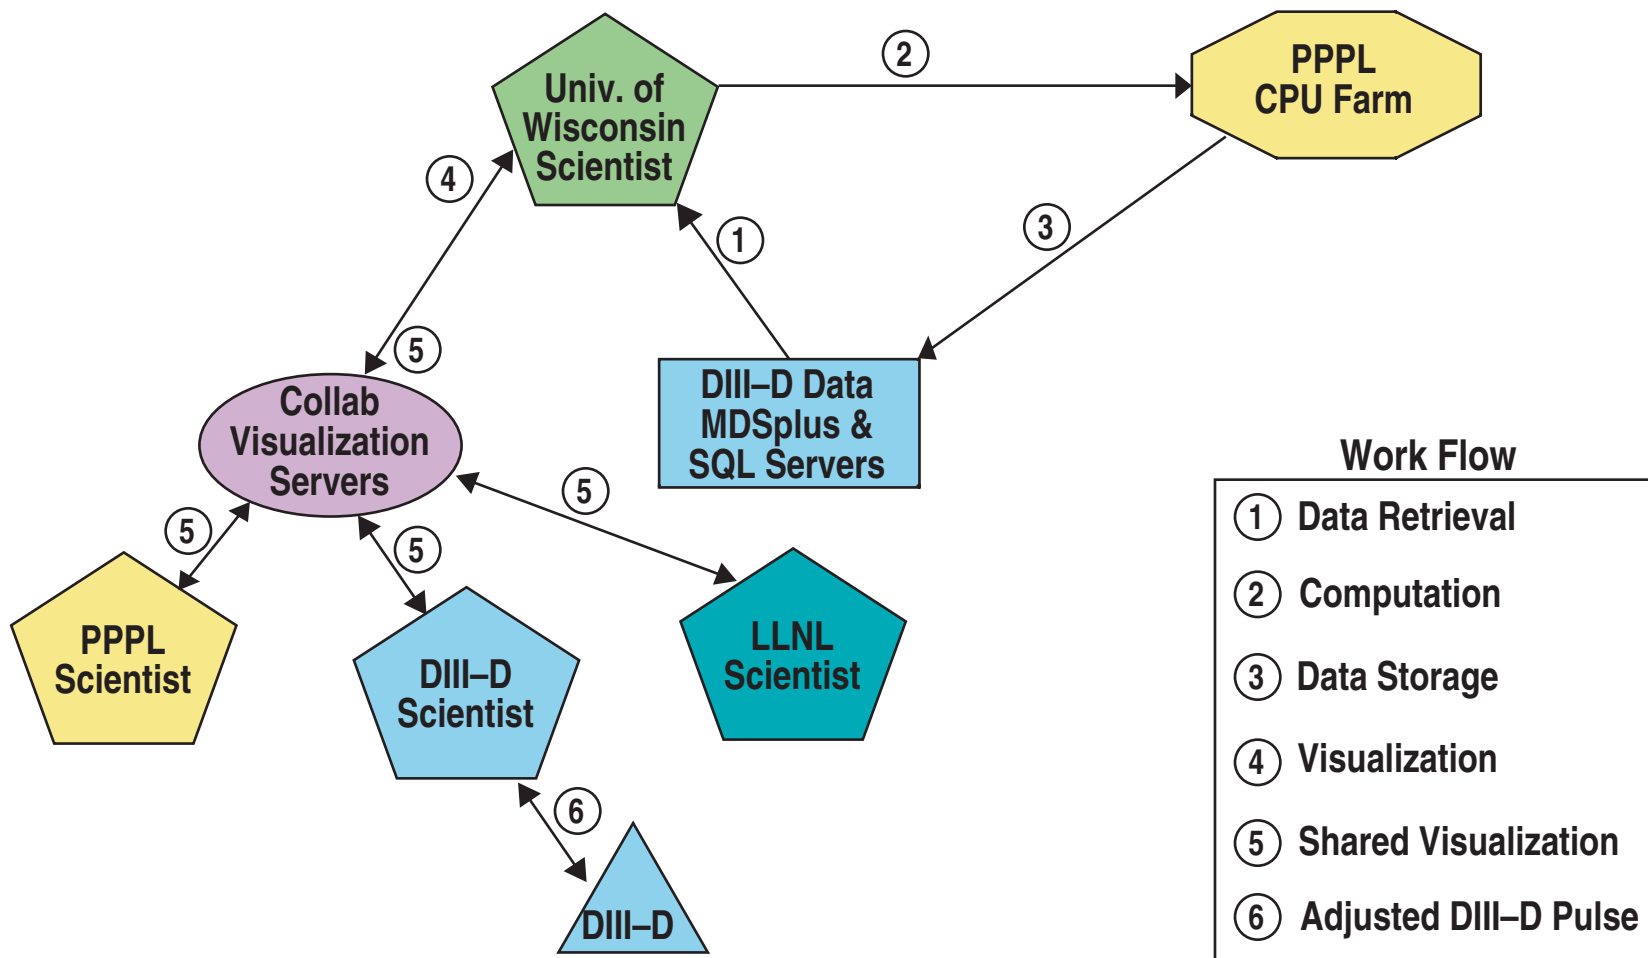 2
PPPL
CPU Farm
Univ. of
Wisconsin
Scientist
4
1
3
5
Collab
Visualization
Servers
DIII–D Data
MDSplus &
SQL Servers
5
5
5
PPPL
Scientist
DIII–D
Scientist
LLNL
Scientist
6
DIII–D
Work Flow
1 Data Retrieval
2 Computation
3 Data Storage
4 Visualization
5 Shared Visualization
6 Adjusted DIII–D Pulse